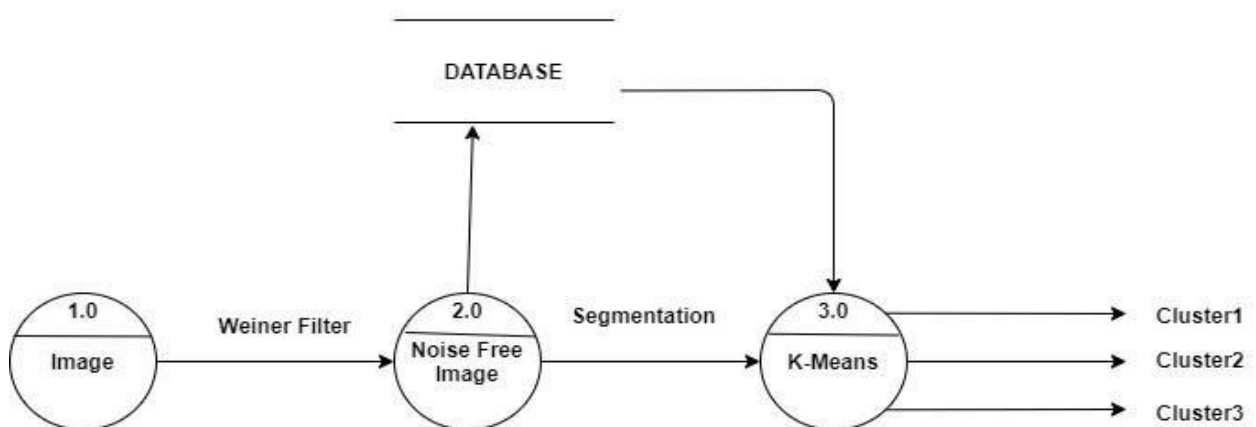 DATABASE
1.0
Image
Weiner Filter
2.0
Noise Free
Image
Segmentation
3.0
K-Means
Cluster1
Cluster2
Cluster3